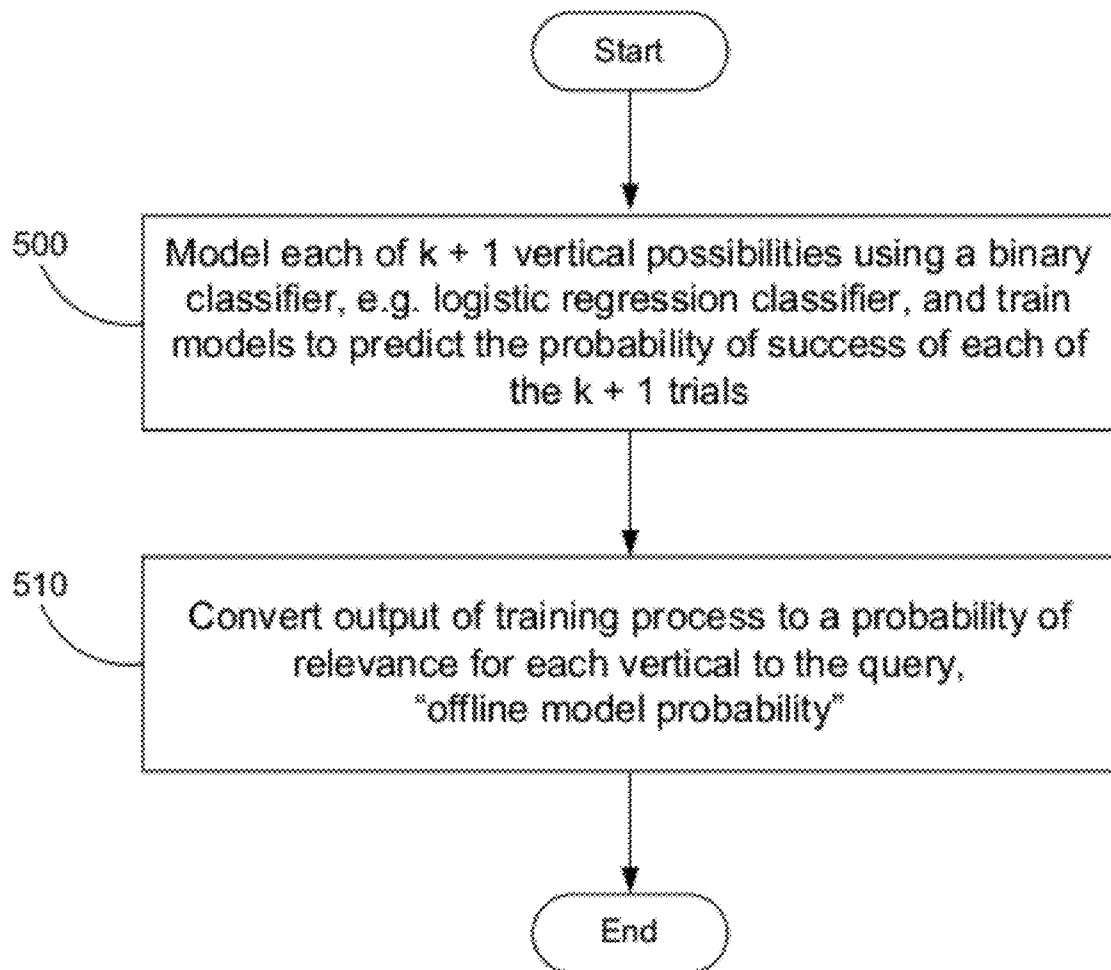 Start
500
Model each of k + 1 vertical possibilities using a binary
classifier, e.g. logistic regression classifier, and train
models to predict the probability of success of each of
the k + 1 trials
510
Convert output of training process to a probability of
relevance for each vertical to the query,
“offline model probability”
End